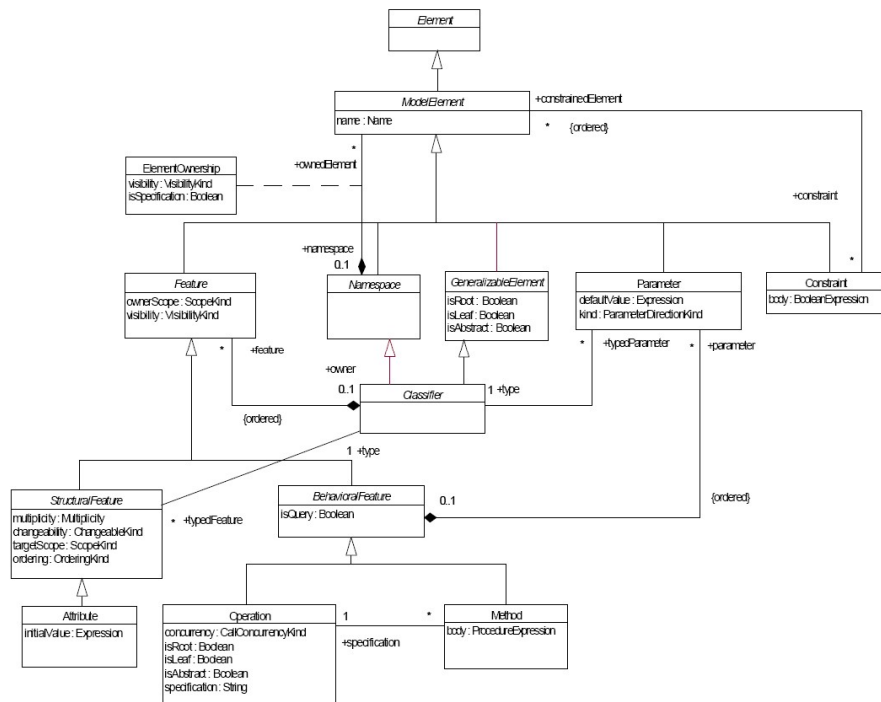 Element
ModelElement
name : Name
+constrainedElement
*
{ordered}
*
+ownedElement
ElementOwnership
visibility : VisibilityKind
isSpecification : Boolean
+constraint
*
+namespace
0..1
Feature
ownerScope : ScopeKind
visibility : VisibilityKind
Namespace
GeneralizableElement
isRoot : Boolean
isLeaf : Boolean
isAbstract : Boolean
Parameter
defaultValue : Expression
kind : ParameterDirectionKind
Constraint
body : BooleanExpression
*
+feature
+owner
0..1
{ordered}
Classifier
1 +type
*
+typedParameter
*
+parameter
1 +type
StructuralFeature
multiplicity : Multiplicity
changeability : ChangeableKind
targetScope : ScopeKind
ordering : OrderingKind
* +typedFeature
BehavioralFeature
isQuery : Boolean
0..1
{ordered}
Attribute
initialValue : Expression
Operation
concurrency : CallConcurrencyKind
isRoot : Boolean
isLeaf : Boolean
isAbstract : Boolean
specification : String
1
+specification
*
Method
body : ProcedureExpression